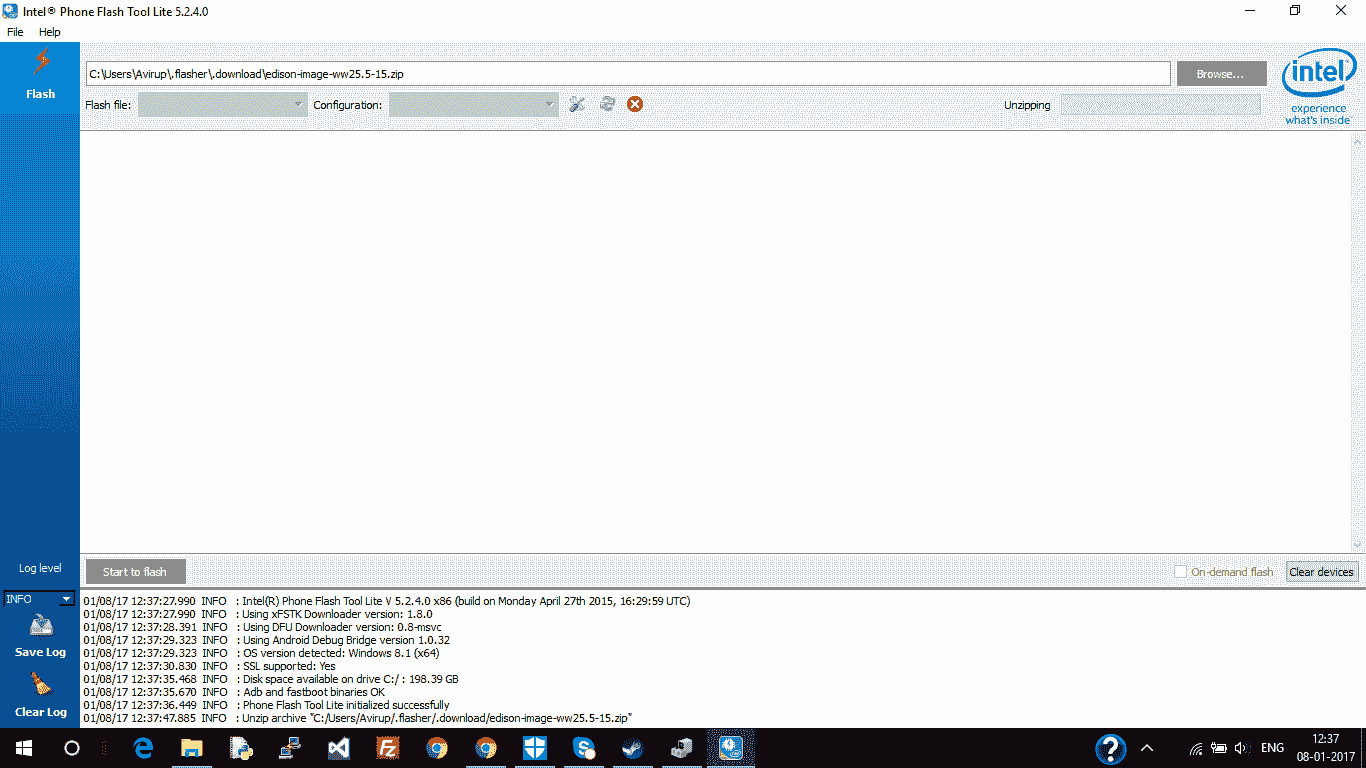 Intel® Phone Flash Tool Lite 5.2.4.0
File Help
Flash
C:\Users\Avirup\.flasher\.download\edison-image-ww25.5-15.zip
Browse...
Flash file:
Configuration:
Unzipping
intel
experience
what's inside™
Log level
INFO
Save Log
Clear Log
Start to flash
On-demand flash
Clear devices
01/08/17 12:37:27.990 INFO : Intel(R) Phone Flash Tool Lite V 5.2.4.0 x86 (build on Monday April 27th 2015, 16:29:59 UTC)
01/08/17 12:37:27.990 INFO : Using xFSTK Downloader version: 1.8.0
01/08/17 12:37:28.391 INFO : Using DFU Downloader version: 0.8-msvc
01/08/17 12:37:29.323 INFO : Using Android Debug Bridge version 1.0.32
01/08/17 12:37:29.323 INFO : OS version detected: Windows 8.1 (x64)
01/08/17 12:37:30.830 INFO : SSL supported: Yes
01/08/17 12:37:35.468 INFO : Disk space available on drive C:/ : 198.39 GB
01/08/17 12:37:35.670 INFO : Adb and fastboot binaries OK
01/08/17 12:37:36.449 INFO : Phone Flash Tool Lite initialized successfully
01/08/17 12:37:47.885 INFO : Unzip archive "C:/Users/Avirup/.flasher/.download/edison-image-ww25.5-15.zip"
ENG
12:37
08-01-2017